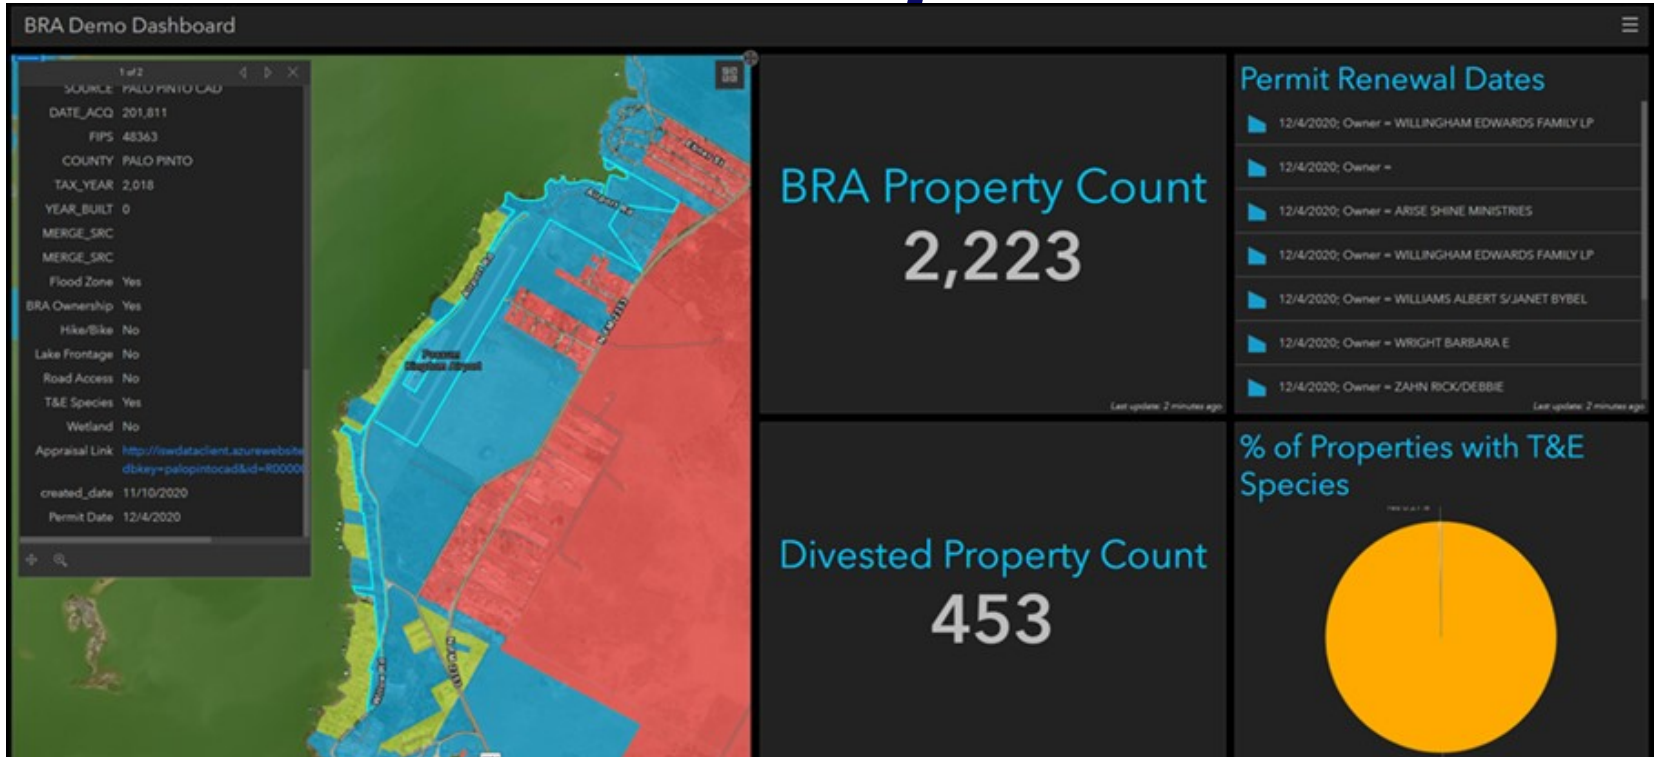 BRA Demo Dashboard
1 of 2
SOURCE PALO PINTO CAD
DATE_ACQ 201,811
FIPS 48363
COUNTY PALO PINTO
TAX_YEAR 2,018
YEAR_BUILT 0
MERGE_SRC
MERGE_SRC
Flood Zone Yes
BRA Ownership Yes
Hike/Bike No
Lake Frontage No
Road Access No
T&E Species Yes
Wetland No
Appraisal Link http://iswdataclient.azurewebsite
dbkey=palopintocad&id=R0000
created_date 11/10/2020
Permit Date 12/4/2020
Airport Rd
Airport Rd
Possum
Kingdom Airport
BRA Property Count
2,223
Last update: 2 minutes ago
Divested Property Count
453
Permit Renewal Dates
12/4/2020; Owner = WILLINGHAM EDWARDS FAMILY LP
12/4/2020; Owner =
12/4/2020; Owner = ARISE SHINE MINISTRIES
12/4/2020; Owner = WILLINGHAM EDWARDS FAMILY LP
12/4/2020; Owner = WILLIAMS ALBERT S/JANET BYBEL
12/4/2020; Owner = WRIGHT BARBARA E
12/4/2020; Owner = ZAHN RICK/DEBBIE
Last update: 2 minutes ago
% of Properties with T&E
Species